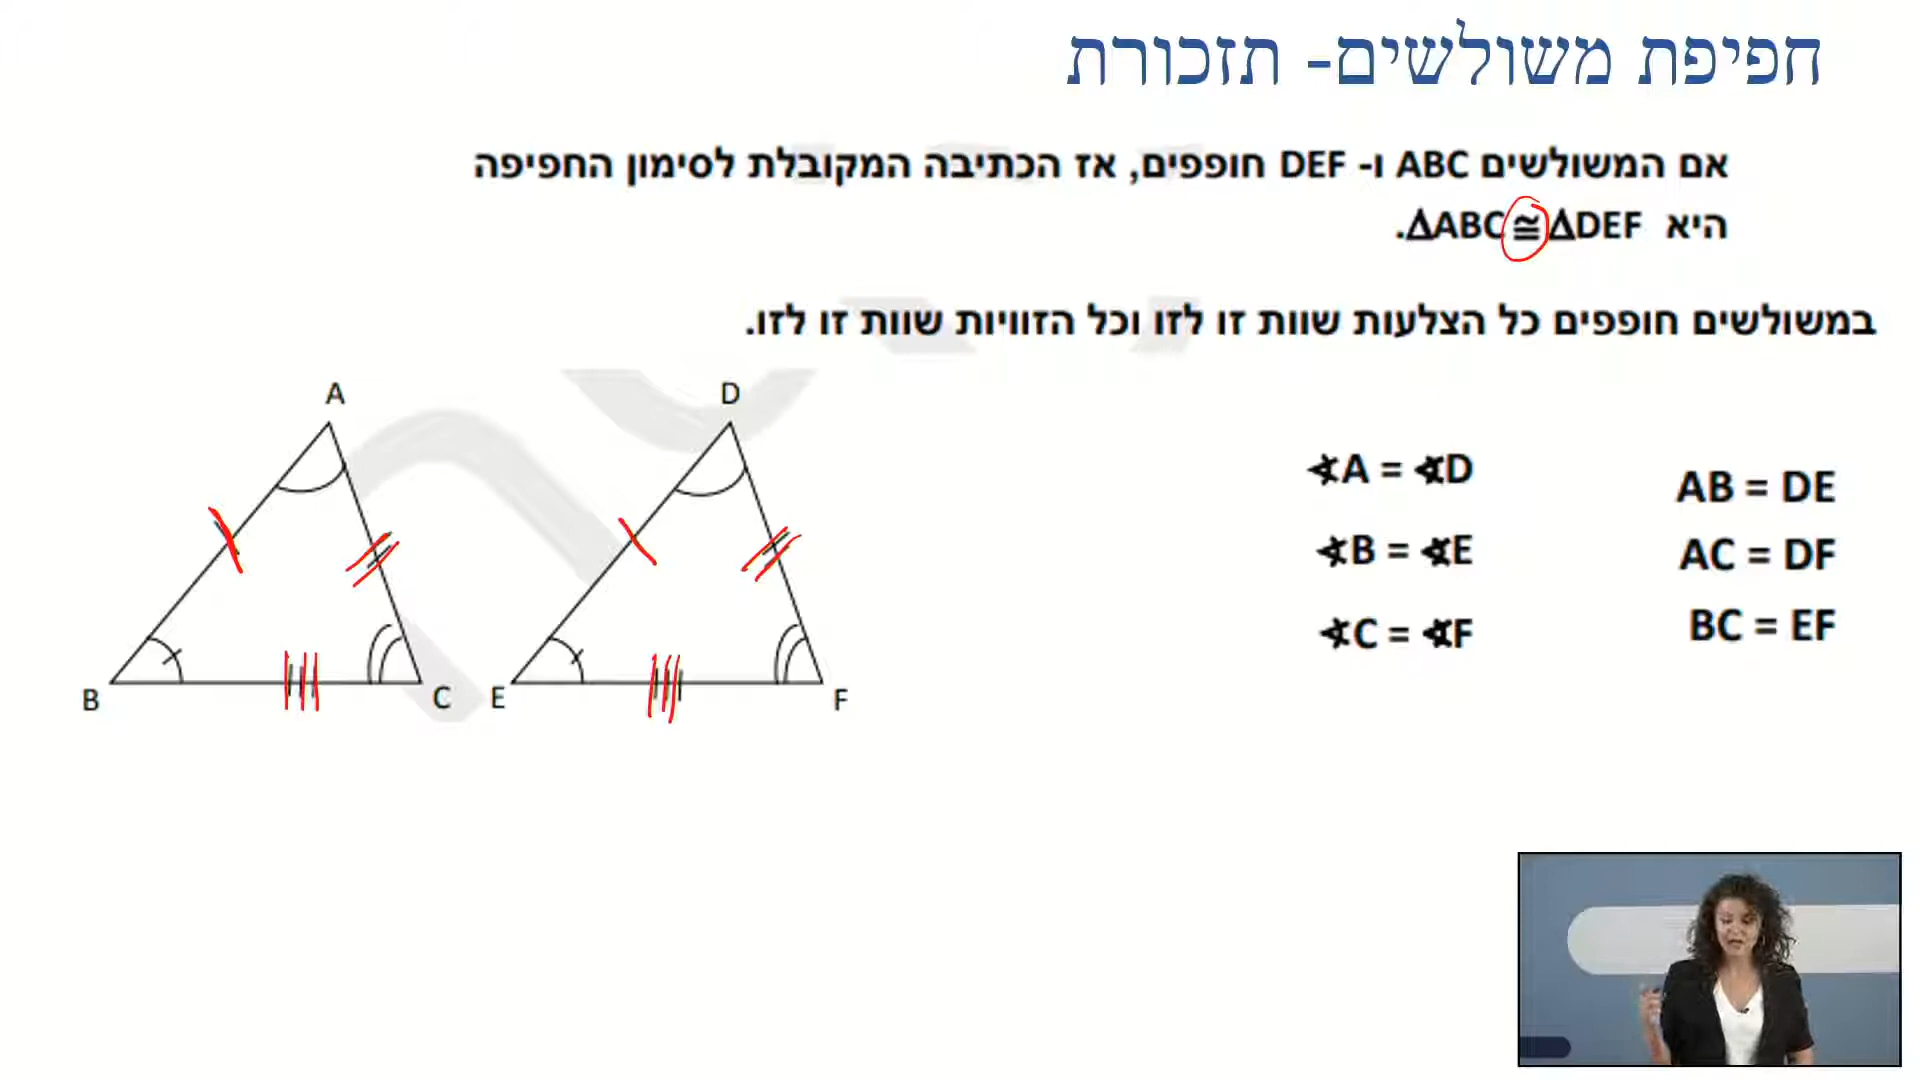 חפיפת משולשים- תזכורת
אם המשולשים ABC ו- DEF חופפים, אז הכתיבה המקובלת לסימון החפיפה
היא ΔABC≅ΔDEF.
במשולשים חופפים כל הצלעות שוות זו לזו וכל הזוויות שוות זו לזו.
A
D
B
C
E
F
∢A = ∢D
∢B = ∢E
∢C = ∢F
AB = DE
AC = DF
BC = EF